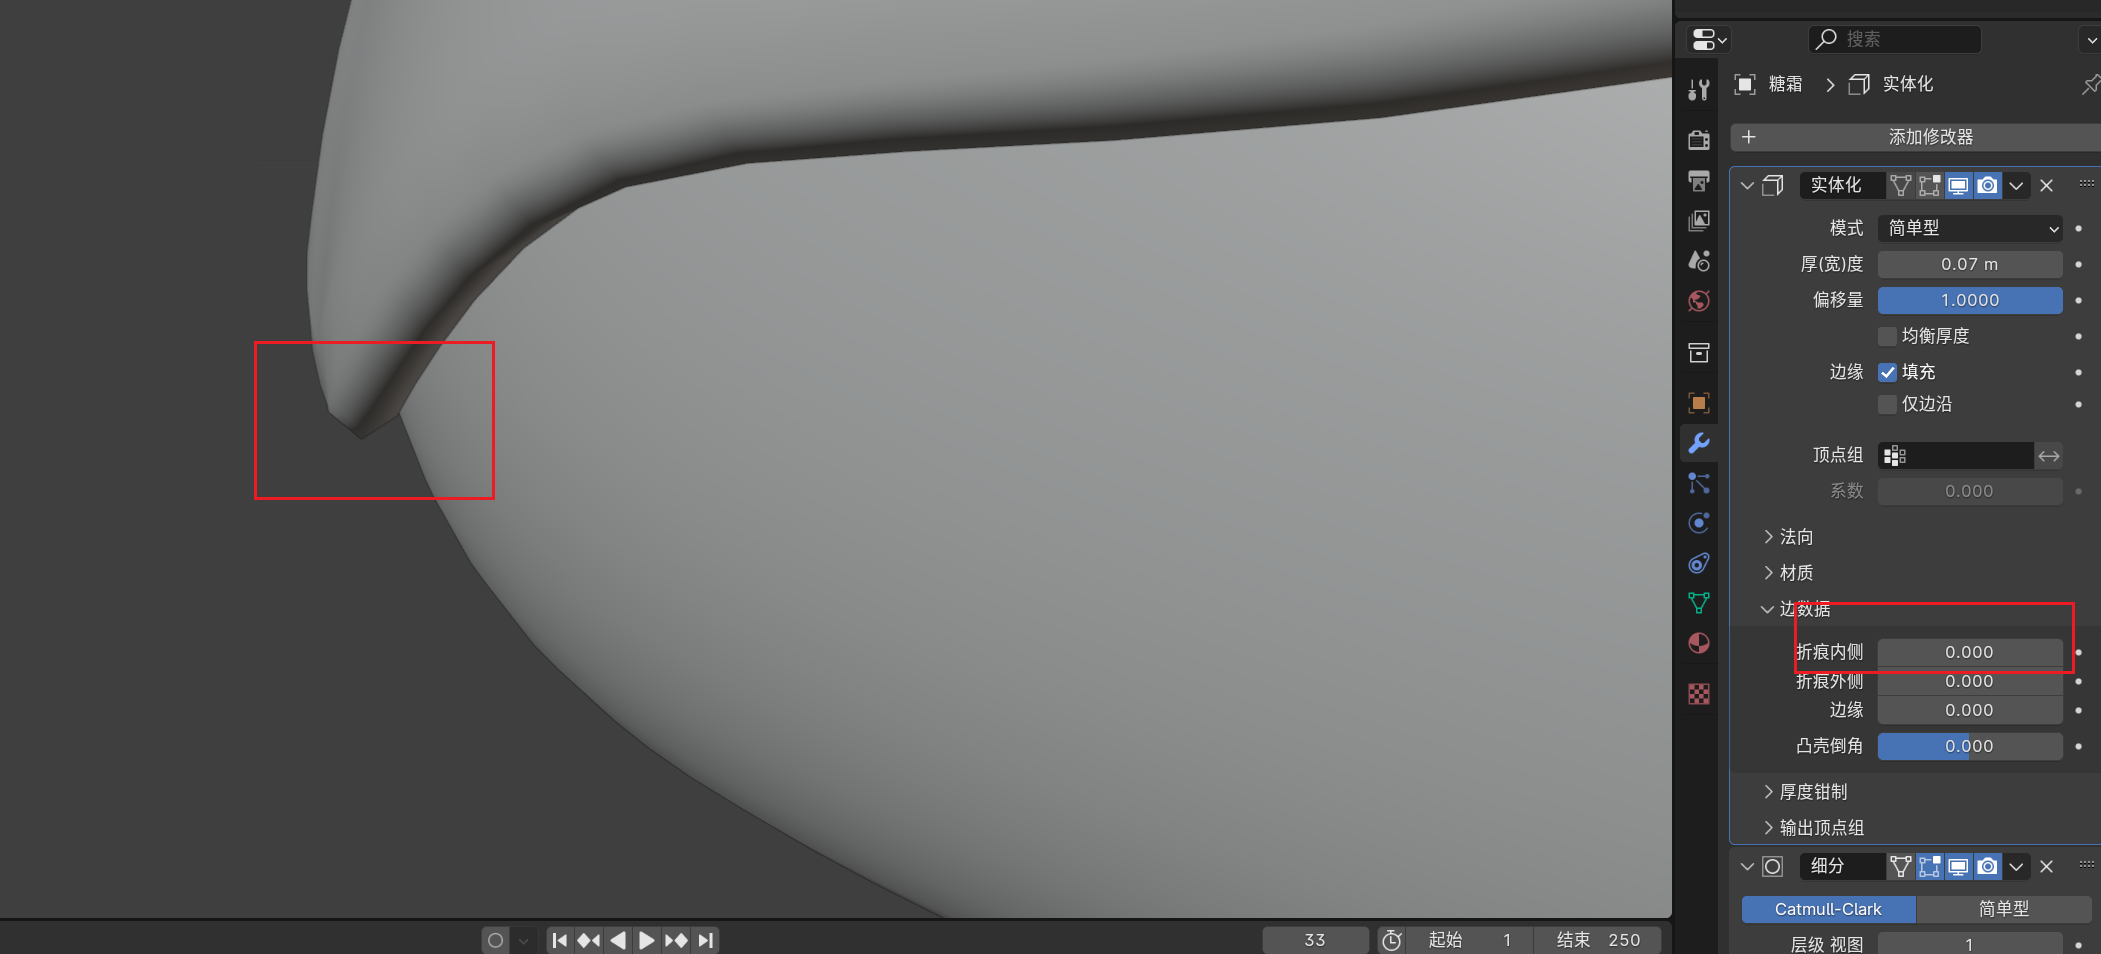 搜索
糖霜 > 实体化
+ 添加修改器
实体化
模式 简单型
厚(宽)度 0.07 m
偏移量 1.0000
均衡厚度
边缘 填充
仅边沿
顶点组
系数 0.000
法向
材质
边数据
折痕内侧 0.000
折痕外侧 0.000
边缘 0.000
凸壳倒角 0.000
厚度钳制
输出顶点组
细分
Catmull-Clark 简单型
层级 视图 1
33 起始 1 结束 250